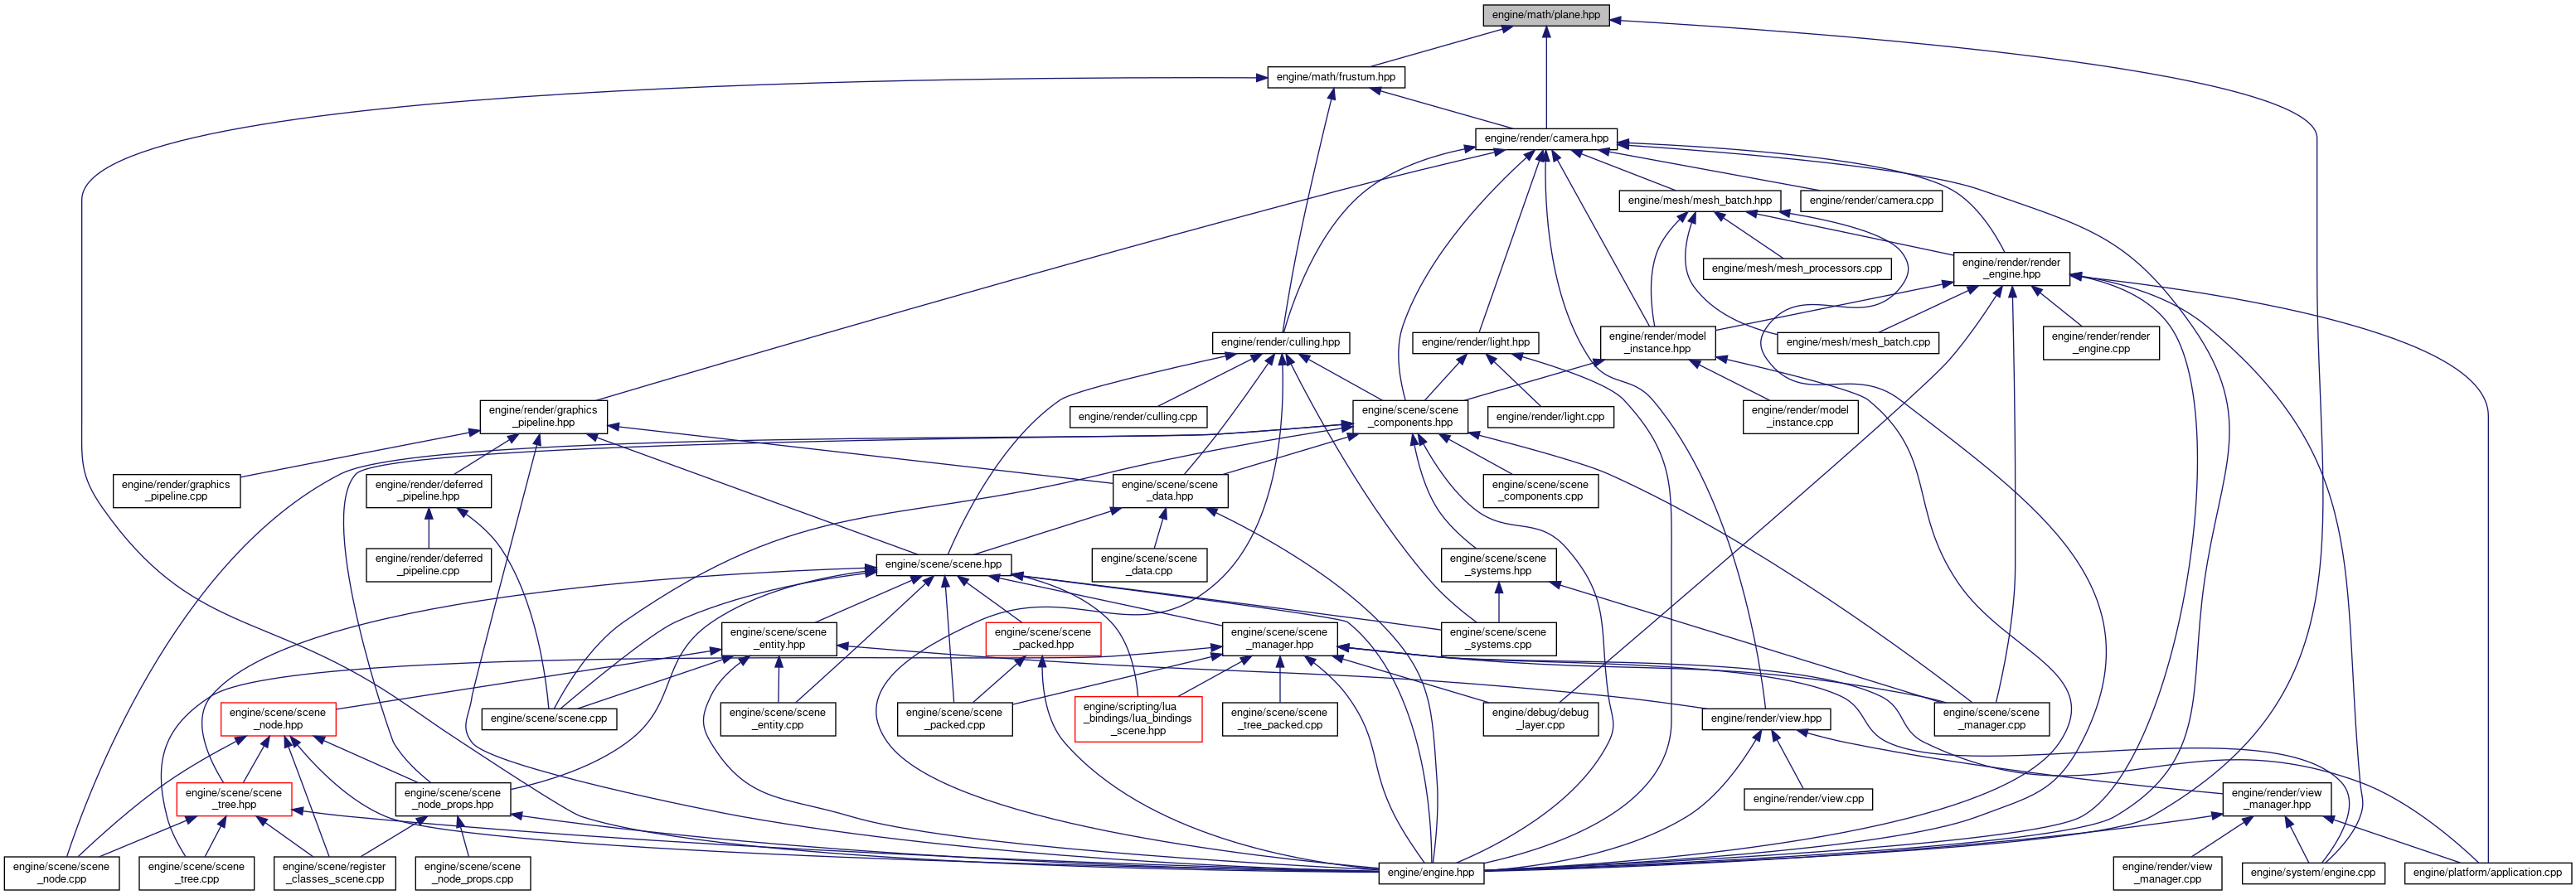 engine/math/plane.hpp
engine/math/frustum.hpp
engine/render/camera.hpp
engine/mesh/mesh_batch.hpp
engine/render/camera.cpp
engine/mesh/mesh_processors.cpp
engine/render/render
_engine.hpp
engine/render/culling.hpp
engine/render/light.hpp
engine/render/model
_instance.hpp
engine/mesh/mesh_batch.cpp
engine/render/render
_engine.cpp
engine/render/graphics
_pipeline.hpp
engine/render/culling.cpp
engine/scene/scene
_components.hpp
engine/render/light.cpp
engine/render/model
_instance.cpp
engine/render/graphics
_pipeline.cpp
engine/render/deferred
_pipeline.hpp
engine/scene/scene
_data.hpp
engine/scene/scene
_components.cpp
engine/render/deferred
_pipeline.cpp
engine/scene/scene.hpp
engine/scene/scene
_data.cpp
engine/scene/scene
_systems.hpp
engine/scene/scene
_entity.hpp
engine/scene/scene
_packed.hpp
engine/scene/scene
_manager.hpp
engine/scene/scene
_systems.cpp
engine/scene/scene
_node.hpp
engine/scene/scene.cpp
engine/scene/scene
_entity.cpp
engine/scene/scene
_packed.cpp
engine/scripting/lua
_bindings/lua_bindings
_scene.hpp
engine/scene/scene
_tree_packed.cpp
engine/debug/debug
_layer.cpp
engine/render/view.hpp
engine/scene/scene
_manager.cpp
engine/scene/scene
_tree.hpp
engine/scene/scene
_node_props.hpp
engine/render/view.cpp
engine/render/view
_manager.hpp
engine/scene/scene
_node.cpp
engine/scene/scene
_tree.cpp
engine/scene/register
_classes_scene.cpp
engine/scene/scene
_node_props.cpp
engine/engine.hpp
engine/render/view
_manager.cpp
engine/system/engine.cpp
engine/platform/application.cpp